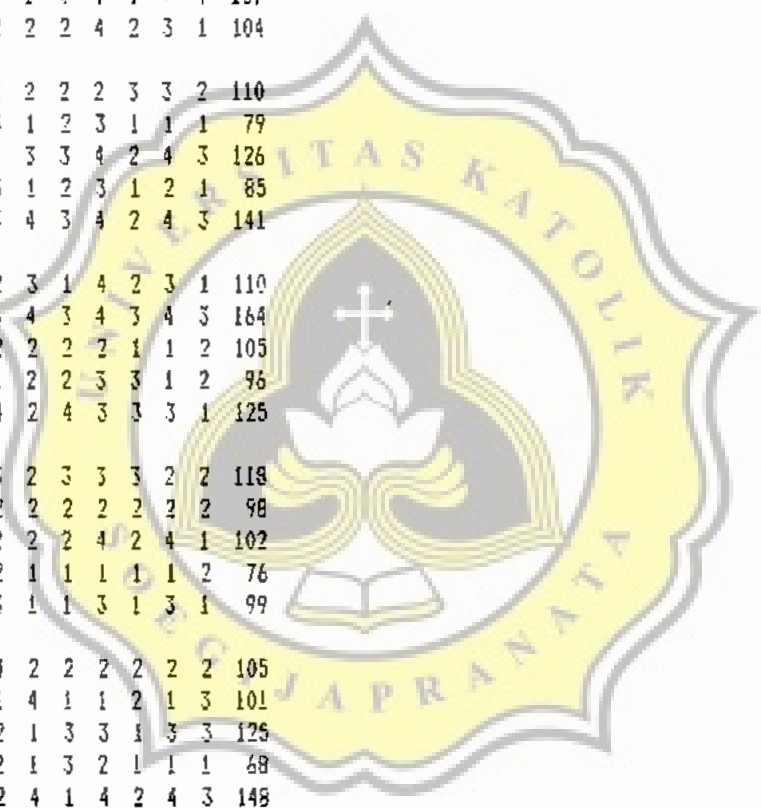 2 2 4 2 3 1 104
2 2 2 3 3 2 110
1 2 3 1 1 1 79
3 3 4 2 4 3 126
1 2 3 1 2 1 85
4 3 4 2 4 3 141
3 1 4 2 3 1 110
4 3 4 3 4 3 164
2 2 2 1 1 2 105
2 2 3 3 1 2 96
2 4 3 3 3 1 125
2 3 3 3 2 2 118
2 2 2 2 2 2 98
2 2 4 2 4 1 102
1 1 1 1 1 2 76
1 1 3 1 3 1 99
2 2 2 2 2 2 105
4 1 1 2 1 3 101
1 3 3 1 3 3 125
1 3 2 1 1 1 68
4 1 4 2 4 3 148
UNIVERSITAS KATOLIK
SOEGIJAPRANATA